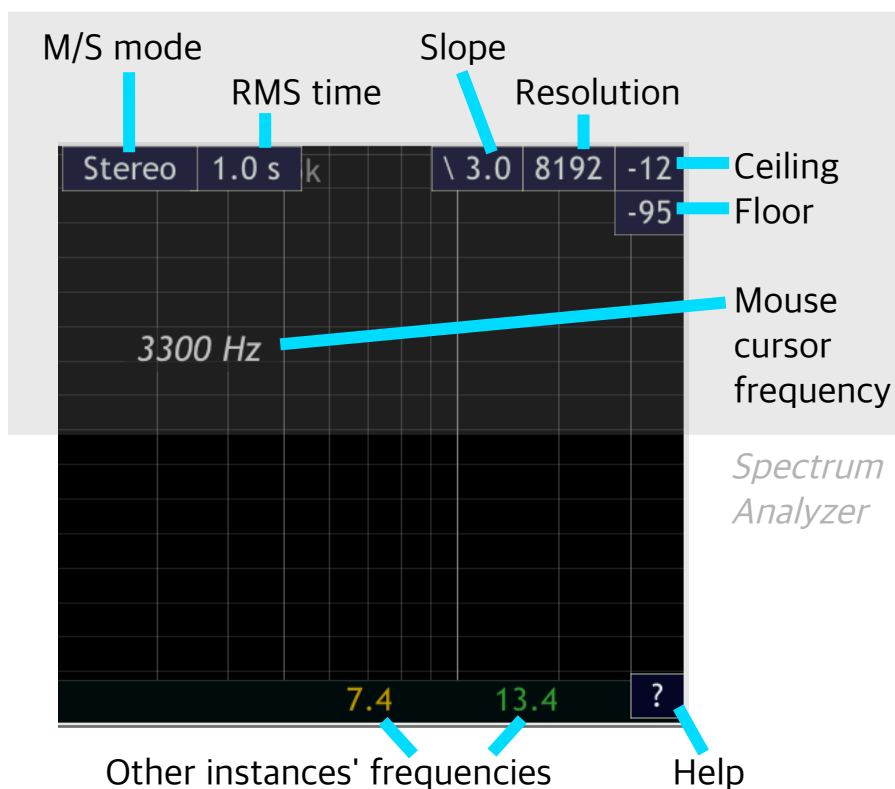 M/S mode
Slope
RMS time
Resolution
Stereo
1.0 s
k
\ 3.0
8192
-12
Ceiling
-95
Floor
Mouse
cursor
frequency
3300 Hz
Spectrum
Analyzer
7.4
13.4
?
Other instances' frequencies
Help